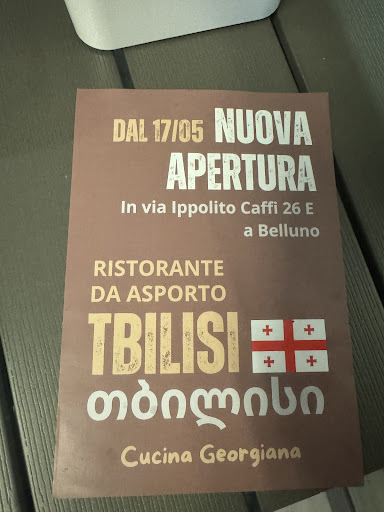 DAL 17/05 NUOVA
APERTURA
In via Ippolito Caffi 26 E
a Belluno
RISTORANTE
DA ASPORTO
TBILISI
თბილისი
Cucina Georgiana